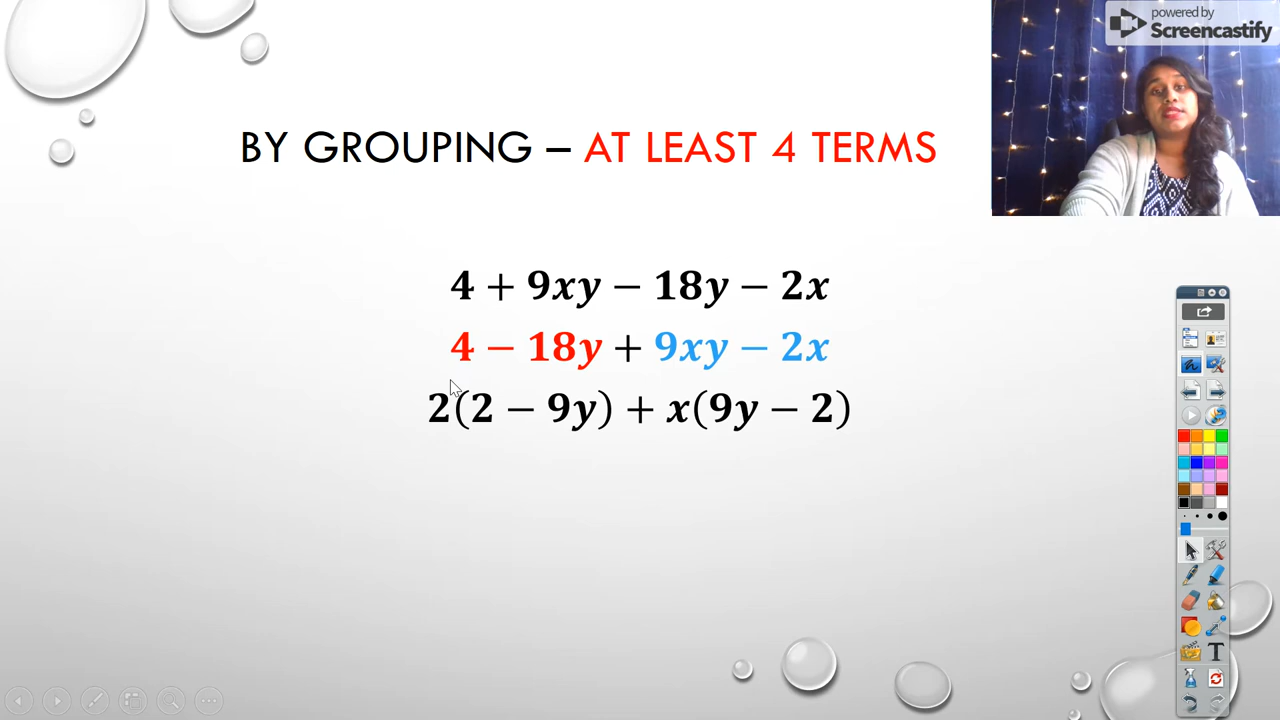 powered by
Screencastify
BY GROUPING – AT LEAST 4 TERMS
4 + 9xy − 18y − 2x
4 − 18y + 9xy − 2x
2(2 − 9y) + x(9y − 2)
T